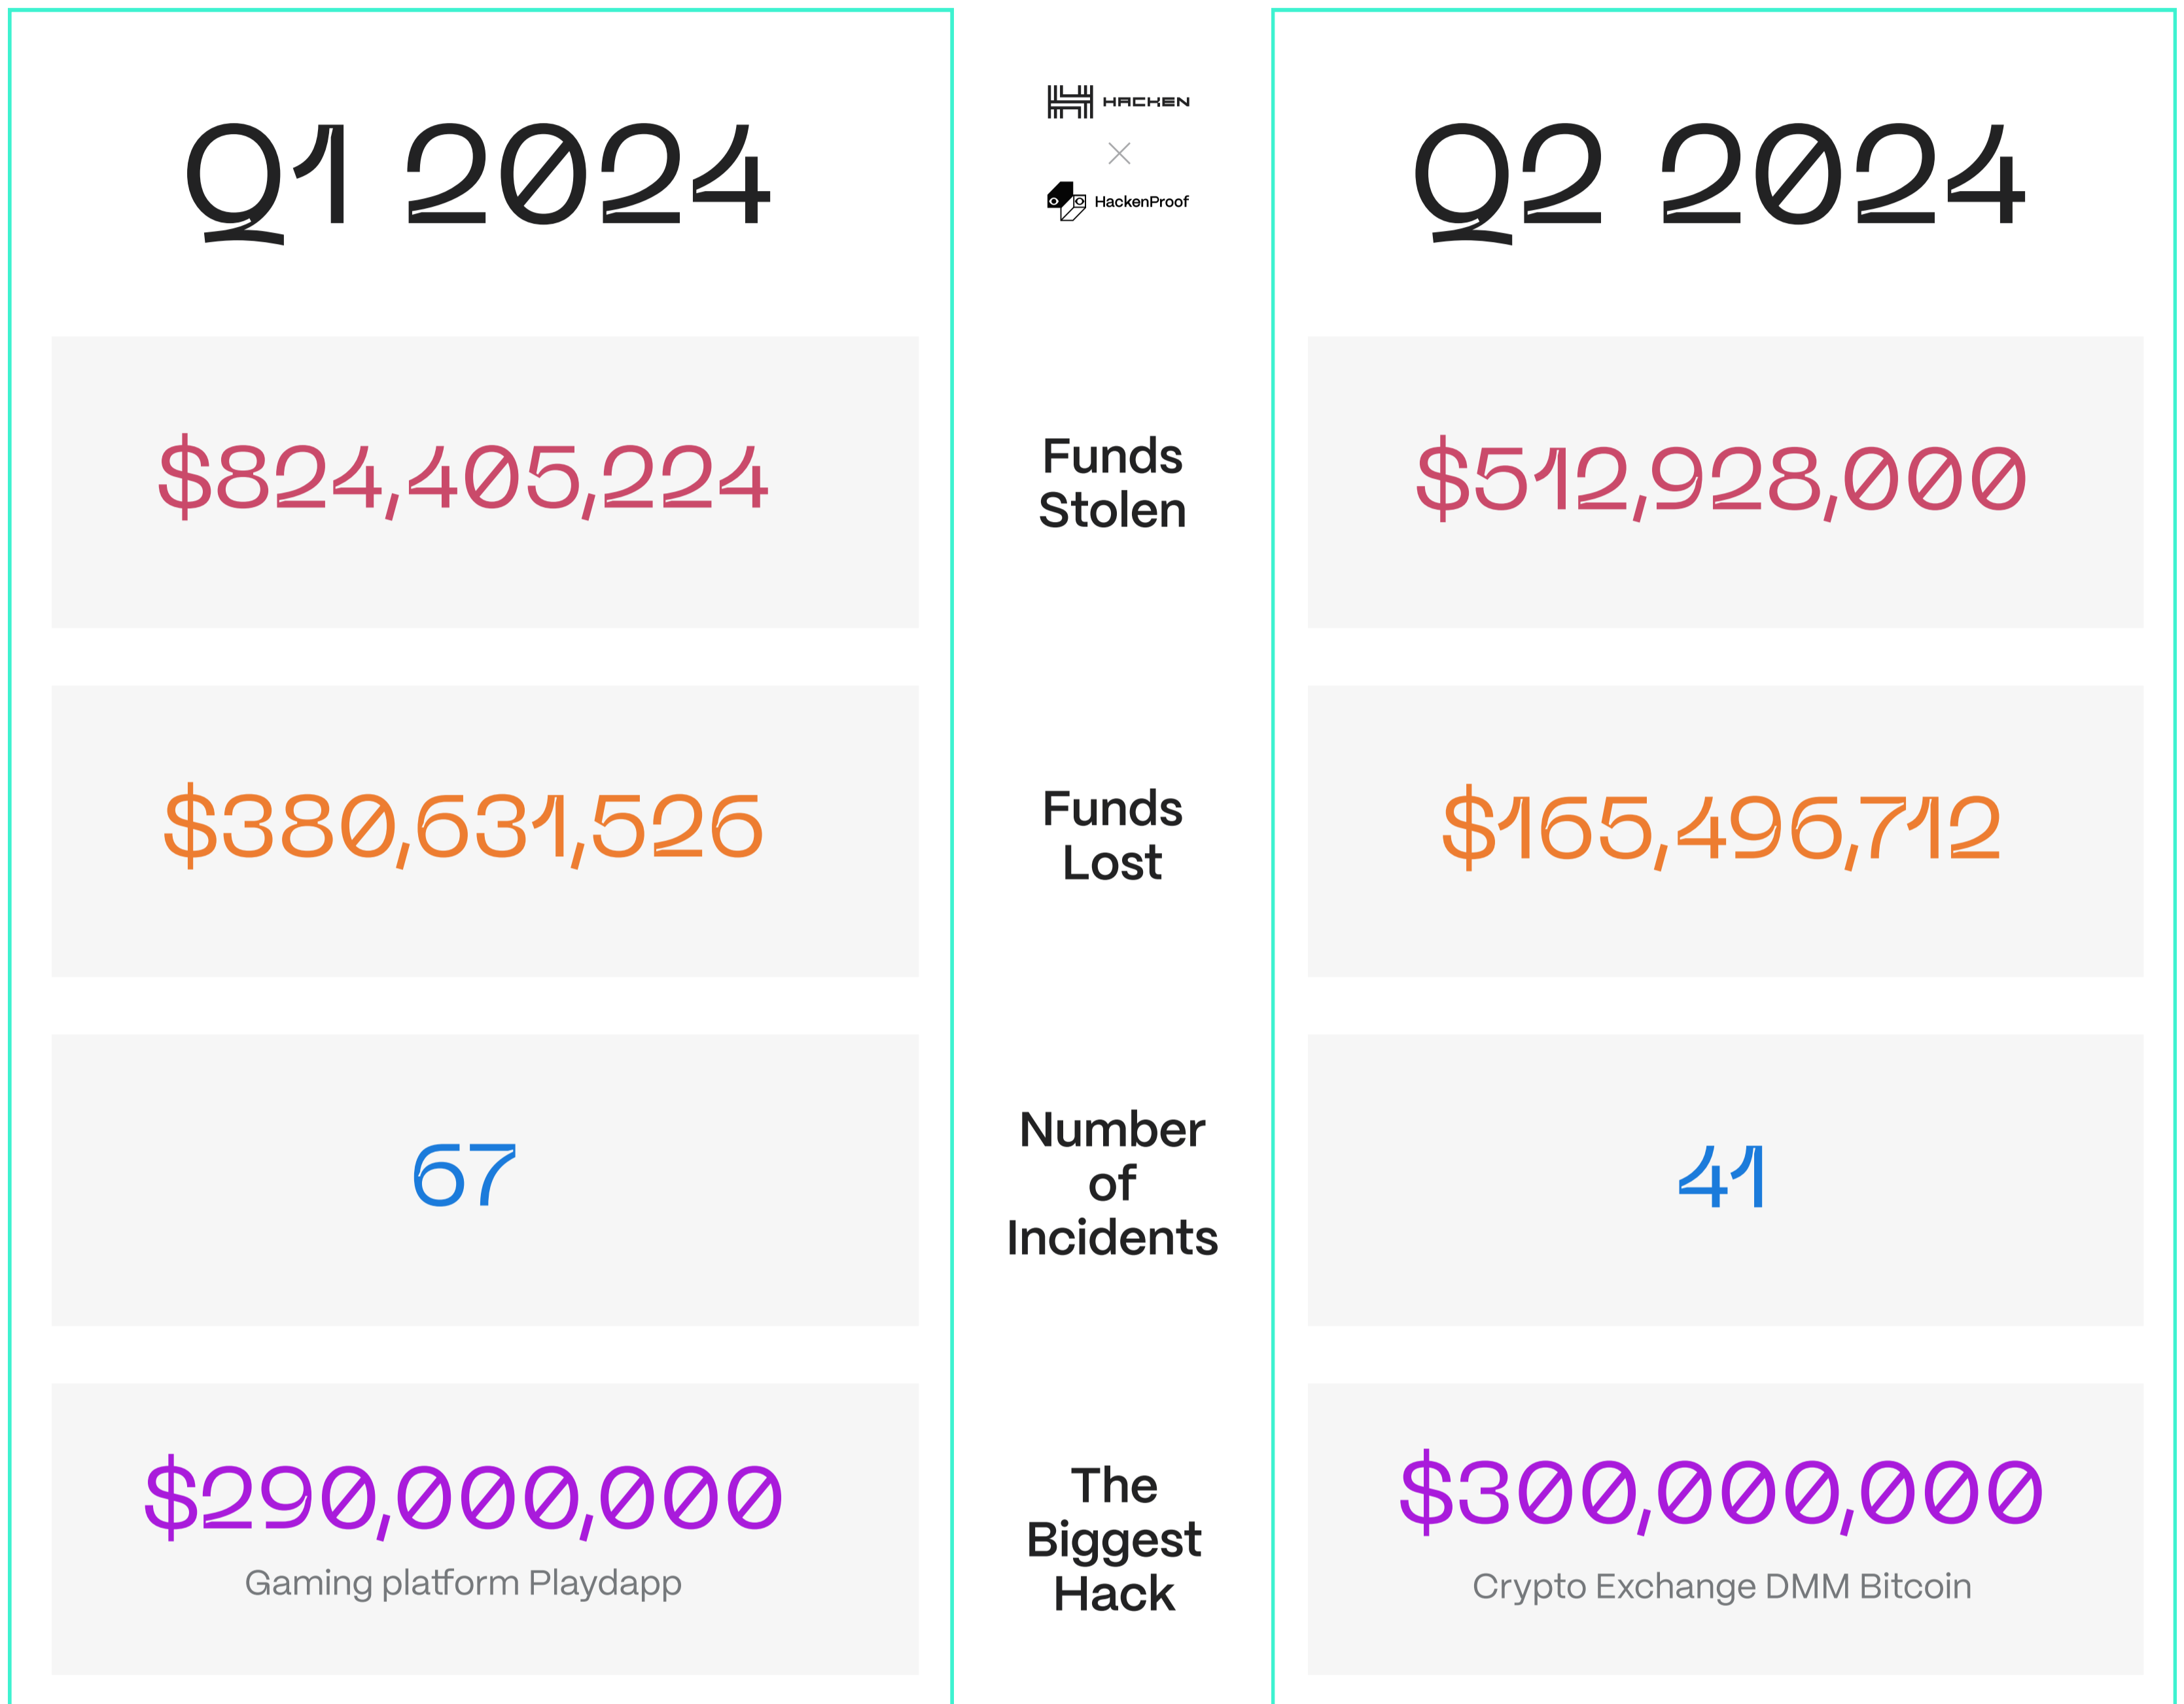 Q1 2024
HACKEN
HackenProof
Q2 2024
$824,405,224
Funds
Stolen
$512,928,000
$380,631,526
Funds
Lost
$165,496,712
67
Number
of
Incidents
41
$290,000,000
Gaming platform Playdapp
The
Biggest
Hack
$300,000,000
Crypto Exchange DMM Bitcoin